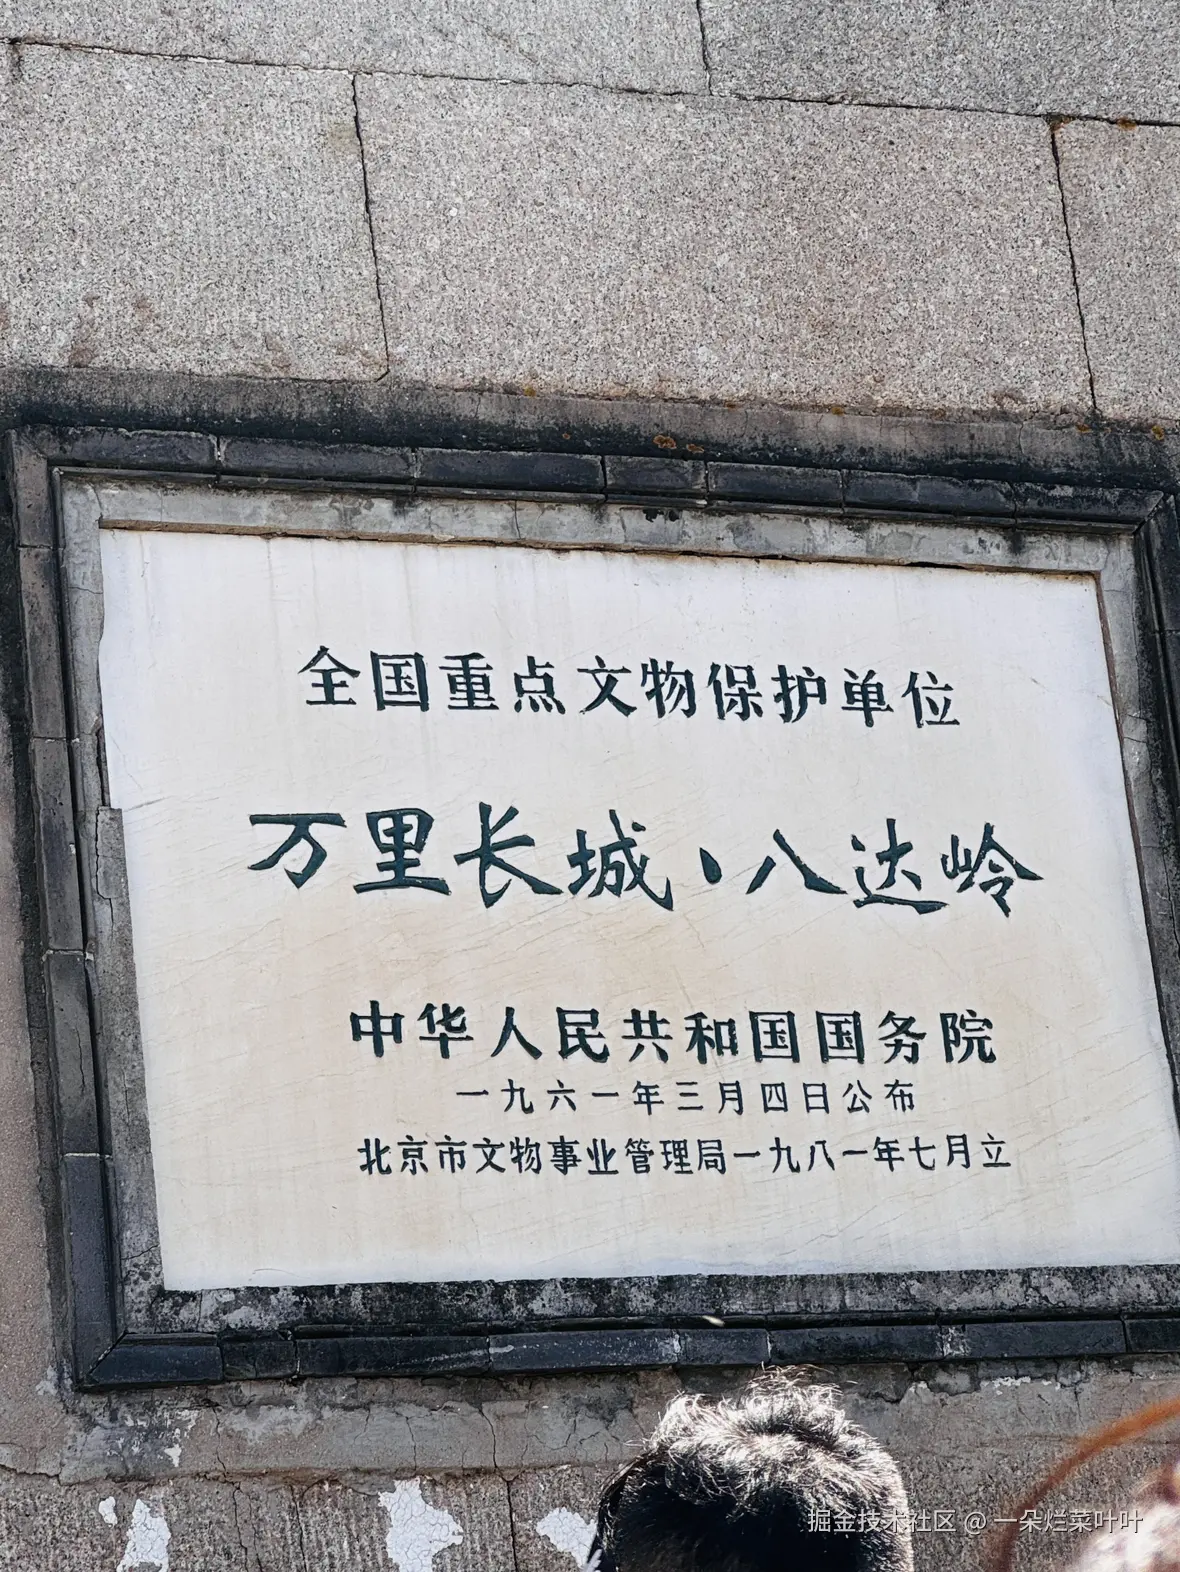 全国重点文物保护单位
万里长城·八达岭
中华人民共和国国务院
一九六一年三月四日公布
北京市文物事业管理局一九八一年七月立
掘金技术社区 @ 一朵烂菜叶叶